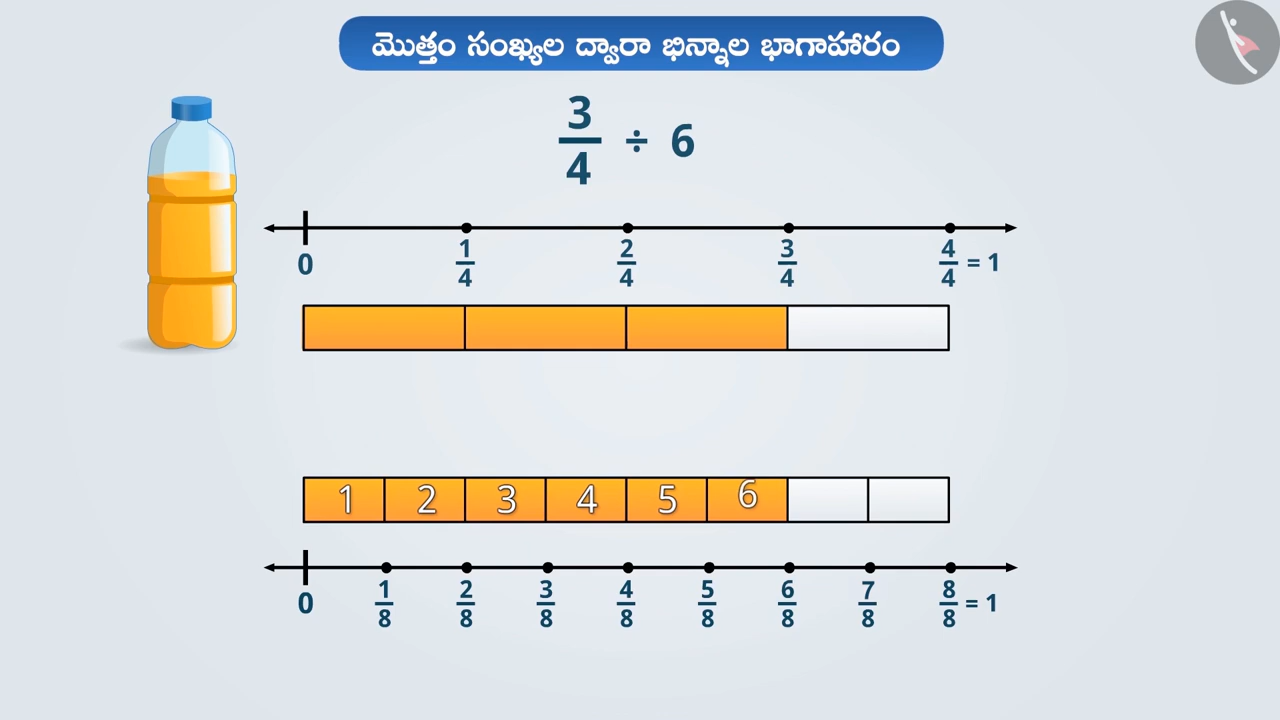 మొత్తం సంఖ్యల ద్వారా భిన్నాల భాగాహారం
3/4 ÷ 6
0 1/4 2/4 3/4 4/4 = 1
1 2 3 4 5 6
0 1/8 2/8 3/8 4/8 5/8 6/8 7/8 8/8 = 1